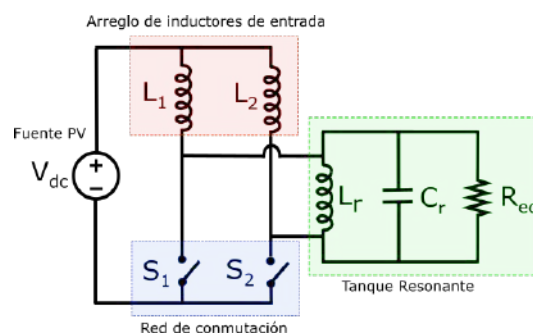 Arreglo de inductores de entrada
L1 L2
Fuente PV
Vdc
Lr Cr Req
S1 S2
Tanque Resonante
Red de conmutación